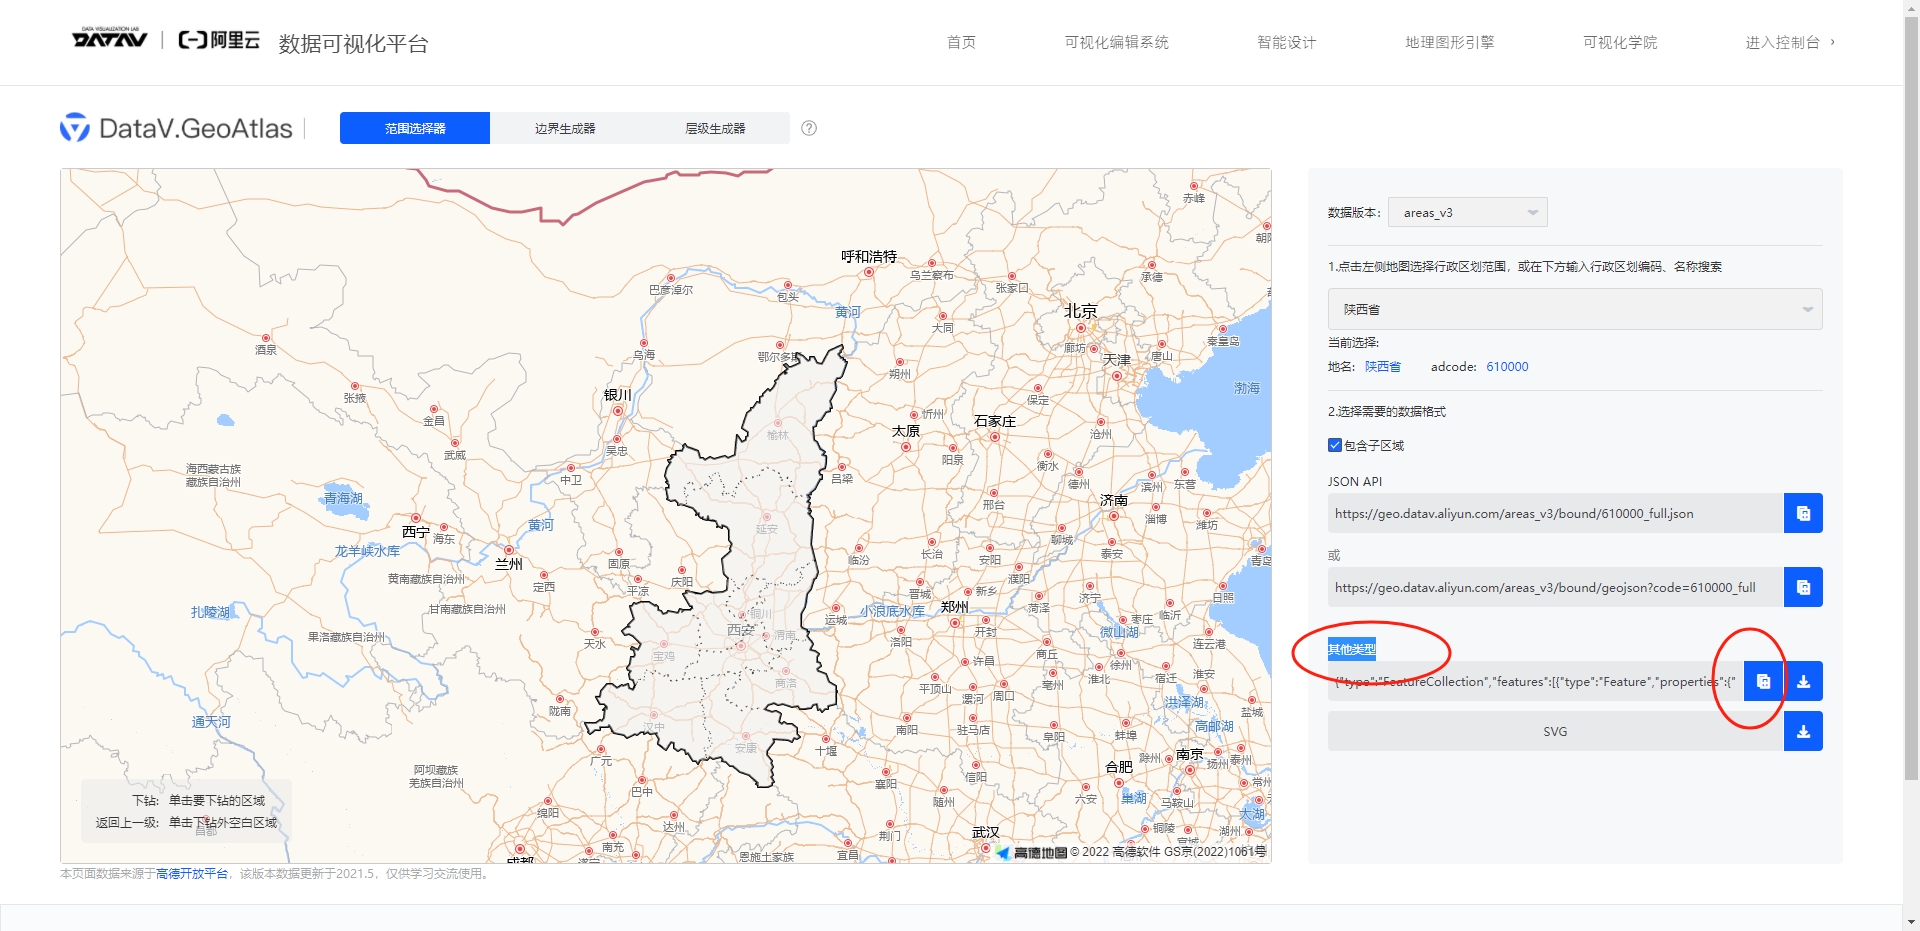 DATA VISUALIZATION LAB
DATAV
阿里云
数据可视化平台
首页
可视化编辑系统
智能设计
地理图形引擎
可视化学院
进入控制台
DataV.GeoAtlas
范围选择器
边界生成器
层级生成器
赤峰
朝阳
呼和浩特
乌兰察布
承德
巴彦淖尔
包头
张家口
黄河
北京
大同
秦皇岛
酒泉
乌海
鄂尔多斯
廊坊
天津
唐山
朔州
渤海
张掖
银川
保定
金昌
忻州
石家庄
太原
榆林
沧州
武威
吴忠
阳泉
衡水
海西蒙古族
藏族自治州
中卫
吕梁
德州
滨州
东营
青海湖
邢台
济南
淄博
潍坊
西宁
海东
黄河
延安
聊城
龙羊峡水库
兰州
固原
临汾
长治
安阳
泰安
青岛
黄南藏族自治州
定西
平凉
庆阳
濮阳
晋城
新乡
济宁
日照
扎陵湖
甘南藏族自治州
铜川
运城
小浪底水库
郑州
菏泽
临沂
枣庄
果洛藏族自治州
天水
西安
渭南
洛阳
开封
微山湖
连云港
宝鸡
商丘
徐州
许昌
淮北
宿迁
淮安
商洛
平顶山
漯河
周口
亳州
洪泽湖
陇南
盐城
通天河
汉中
南阳
驻马店
阜阳
蚌埠
高邮湖
安康
十堰
广元
滁州
南京
扬州
泰州
阿坝藏族
羌族自治州
合肥
信阳
巴中
襄阳
常州
绵阳
随州
六安
巢湖
马鞍山
太湖
昌都
达州
荆门
武汉
铜陵
湖州
南充
宣城
成都
遂宁
恩施土家族
宜昌
下钻: 单击要下钻的区域
返回上一级: 单击下钻外空白区域
高德地图 © 2022 高德软件 GS京(2022)1061号
本页面数据来源于高德开放平台，该版本数据更新于2021.5，仅供学习交流使用。
数据版本:
areas_v3
1.点击左侧地图选择行政区划范围，或在下方输入行政区划编码、名称搜索
陕西省
当前选择:
地名: 陕西省 adcode: 610000
2.选择需要的数据格式
包含子区域
JSON API
https://geo.datav.aliyun.com/areas_v3/bound/610000_full.json
或
https://geo.datav.aliyun.com/areas_v3/bound/geojson?code=610000_full
其他类型
{"type":"FeatureCollection","features":[{"type":"Feature","properties":{"
SVG